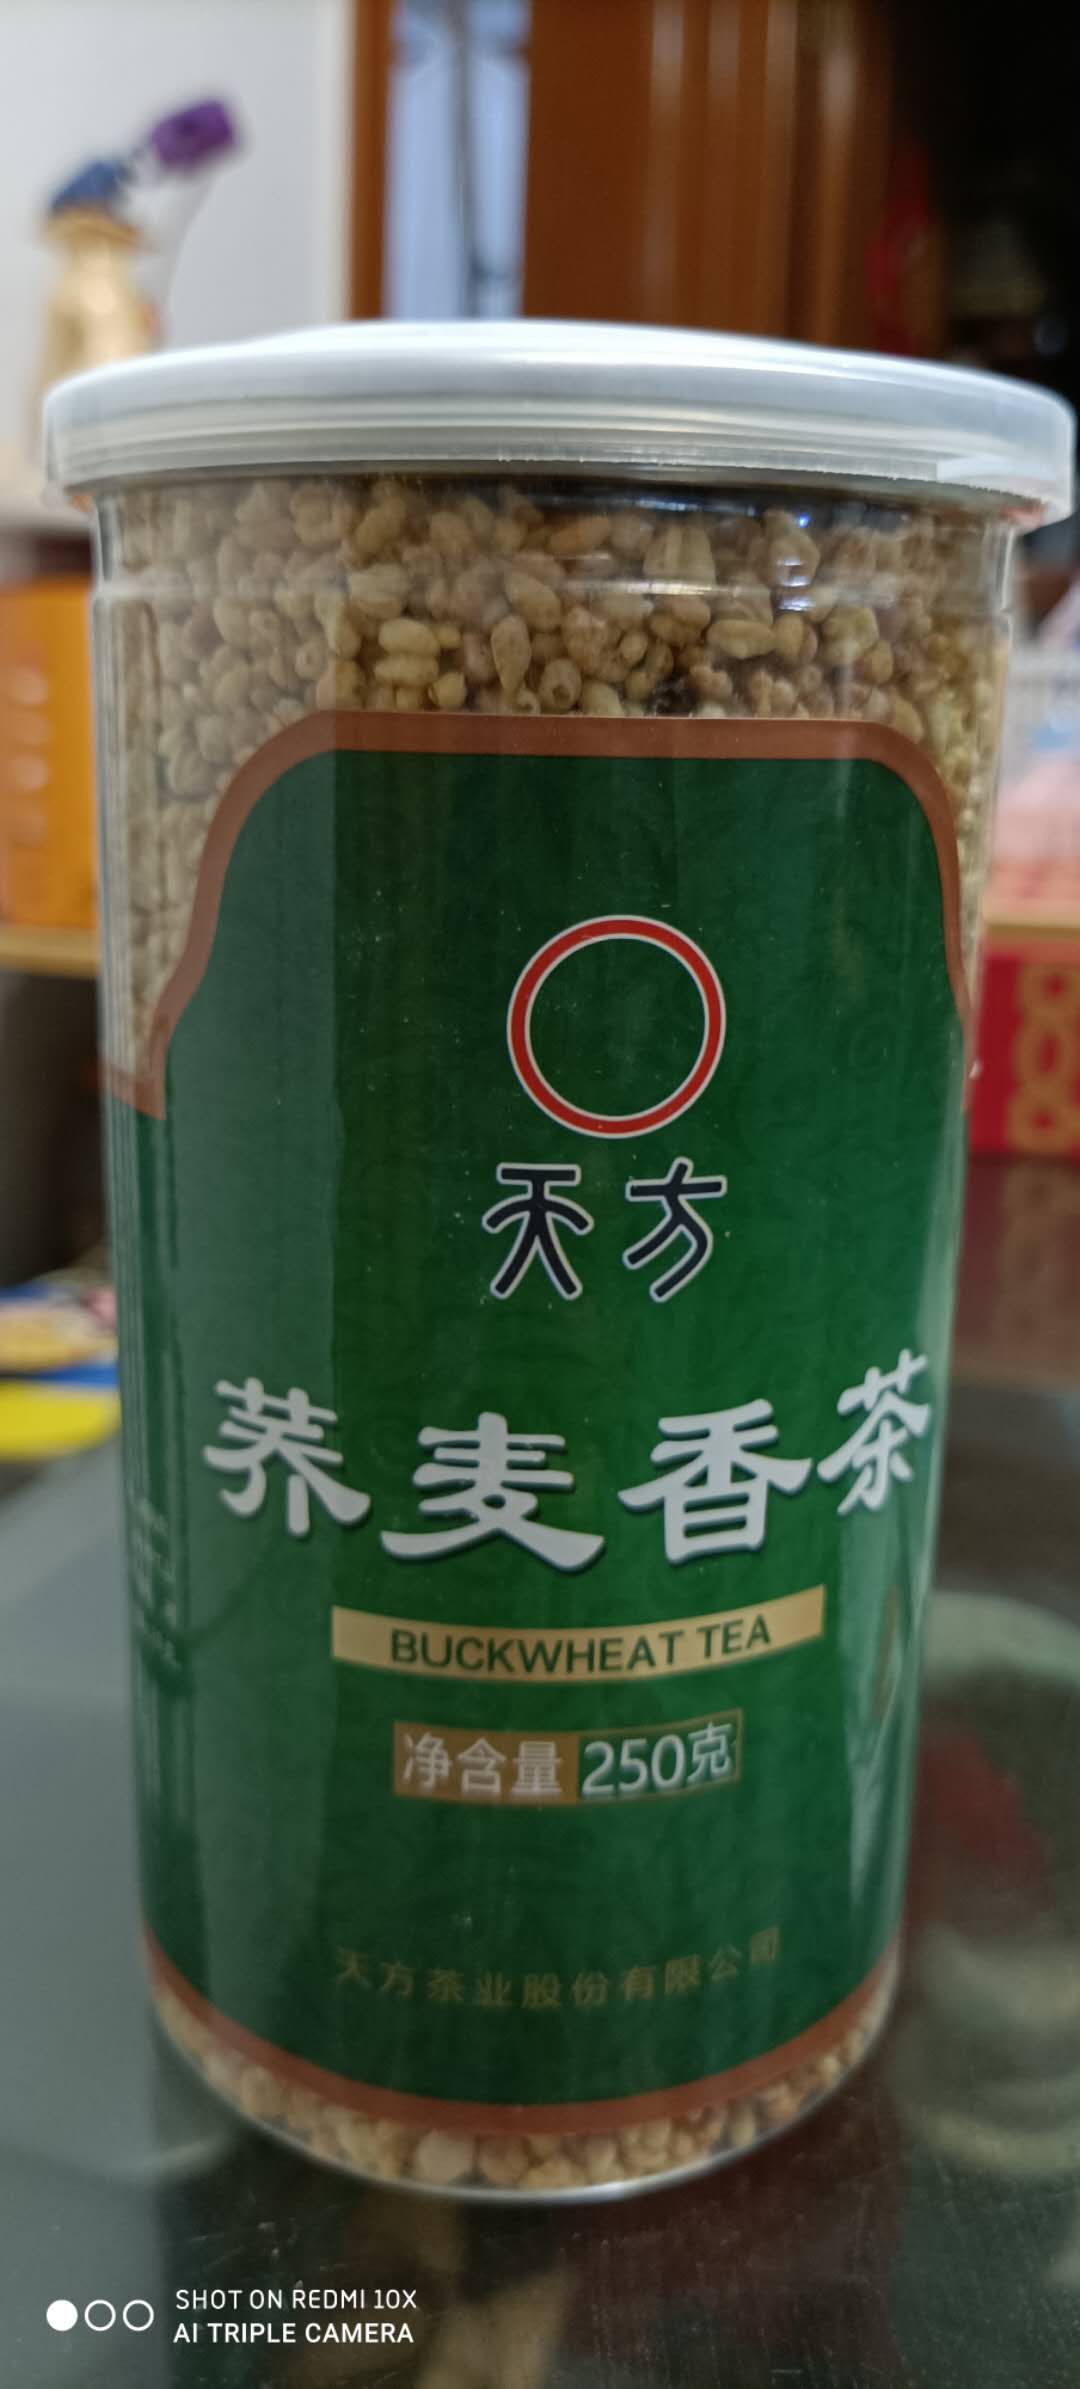 天方
荞麦香茶
BUCKWHEAT TEA
净含量 250克
天方茶业股份有限公司
SHOT ON REDMI 10X
AI TRIPLE CAMERA